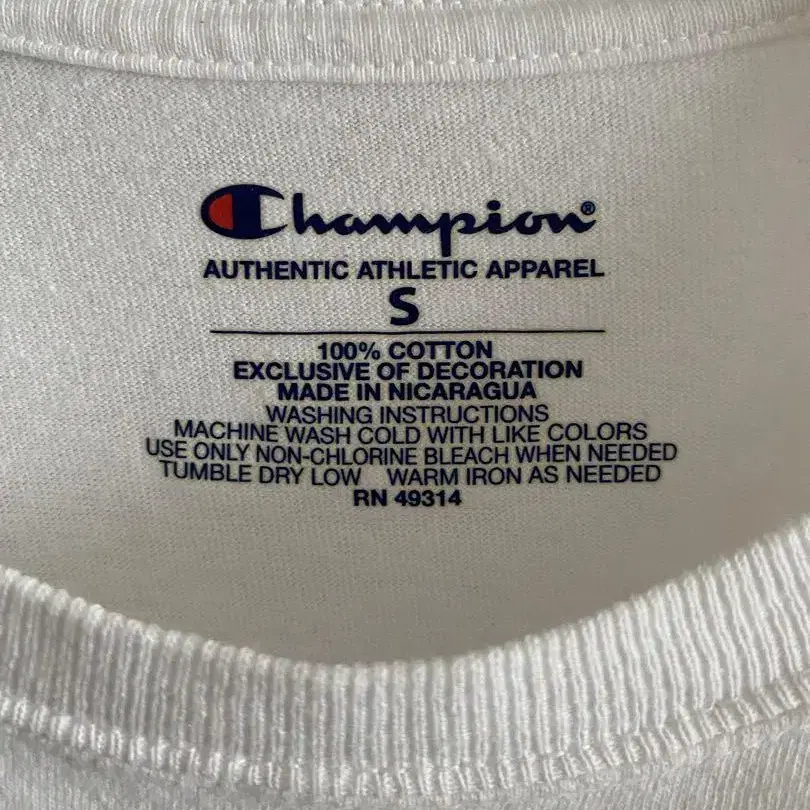 Champion®
AUTHENTIC ATHLETIC APPAREL
S
100% COTTON
EXCLUSIVE OF DECORATION
MADE IN NICARAGUA
WASHING INSTRUCTIONS
MACHINE WASH COLD WITH LIKE COLORS
USE ONLY NON-CHLORINE BLEACH WHEN NEEDED
TUMBLE DRY LOW WARM IRON AS NEEDED
RN 49314